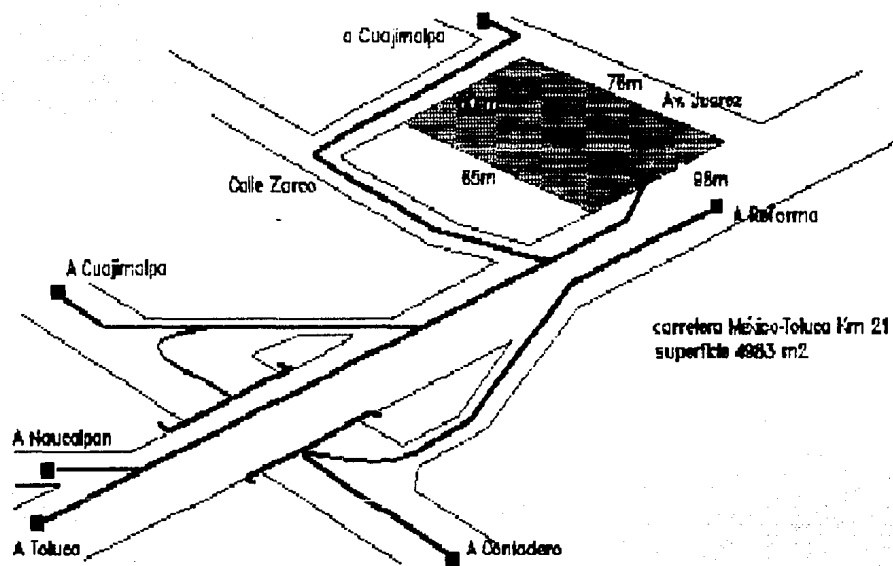 a Cuajimalpa
76m
Av. Juarez
65m
98m
Calle Zarco
A Reforma
A Cuajimalpa
carretera México-Toluca Km 21
superficie 4983 m2
A Naucalpan
A Toluca
A Contadero